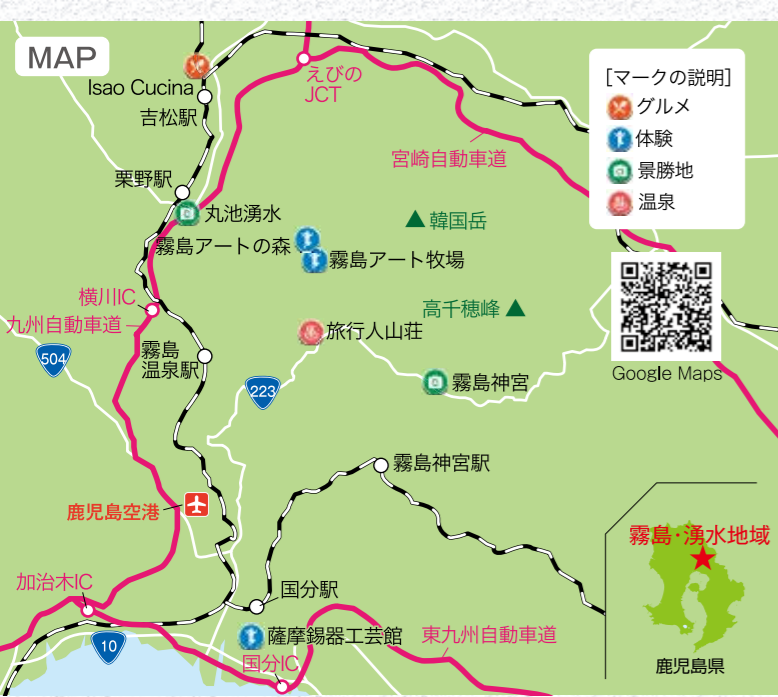 MAP
Isao Cucina
吉松駅
えびの
JCT
[マークの説明]
グルメ
体験
景勝地
温泉
宮崎自動車道
栗野駅
丸池湧水
韓国岳
霧島アートの森
霧島アート牧場
横川IC
九州自動車道
高千穂峰
旅行人山荘
霧島
温泉駅
504
223
霧島神宮
Google Maps
霧島神宮駅
鹿児島空港
霧島・湧水地域
加治木IC
国分駅
10
薩摩錫器工芸館
東九州自動車道
国分IC
鹿児島県